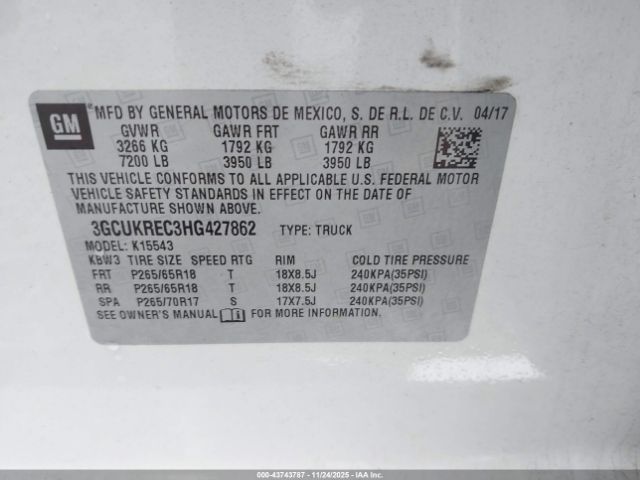 GM
MFD BY GENERAL MOTORS DE MEXICO, S. DE R.L. DE C.V. 04/17
GVWR GAWR FRT GAWR RR
3266 KG 1792 KG 1792 KG
7200 LB 3950 LB 3950 LB
THIS VEHICLE CONFORMS TO ALL APPLICABLE U.S. FEDERAL MOTOR
VEHICLE SAFETY STANDARDS IN EFFECT ON THE DATE OF
MANUFACTURE SHOWN ABOVE.
3GCUKREC3HG427862 TYPE: TRUCK
MODEL: K15543
KBW3 TIRE SIZE SPEED RTG RIM COLD TIRE PRESSURE
FRT P265/65R18 T 18X8.5J 240KPA(35PSI)
RR P265/65R18 T 18X8.5J 240KPA(35PSI)
SPA P265/70R17 S 17X7.5J 240KPA(35PSI)
SEE OWNER'S MANUAL FOR MORE INFORMATION.
000-43743787 - 11/24/2025 - IAA, Inc.